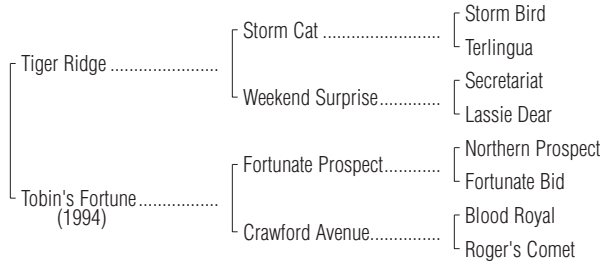 Storm Bird
Storm Cat ........................
Terlingua
Tiger Ridge ......................
Secretariat
Weekend Surprise.............
Lassie Dear
Northern Prospect
Fortunate Prospect............
Fortunate Bid
Tobin's Fortune................
(1994)
Blood Royal
Crawford Avenue..............
Roger's Comet